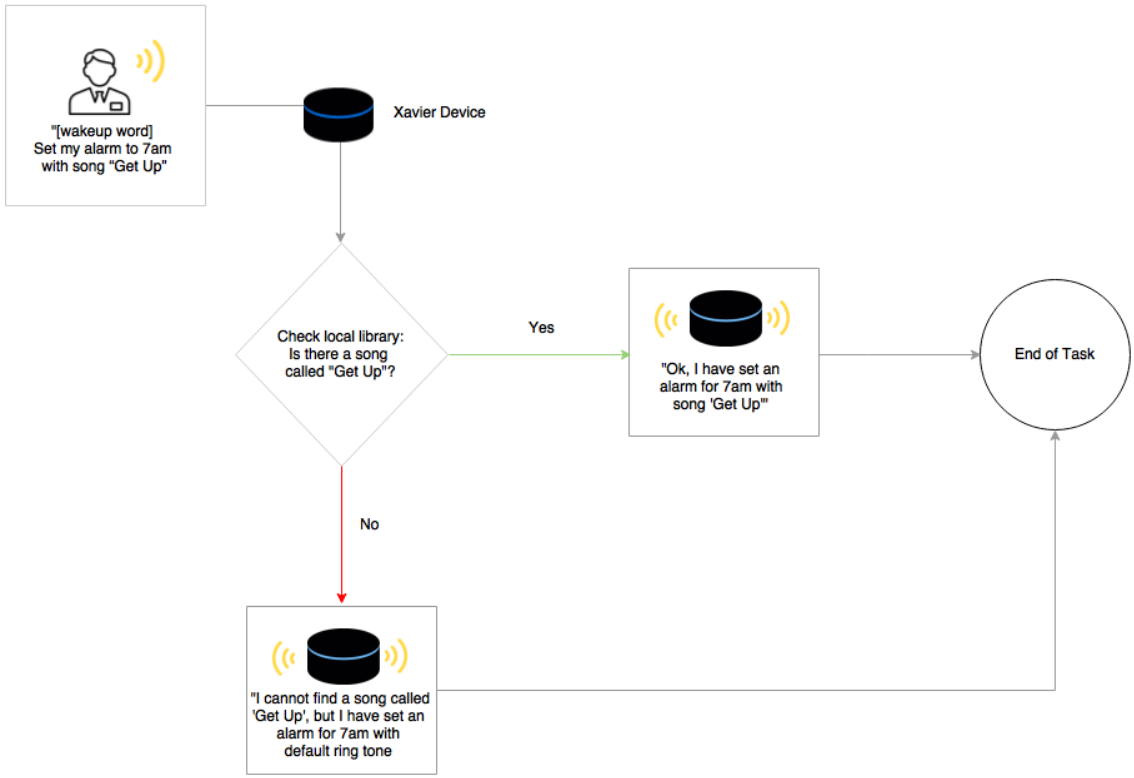 "[wakeup word]
Set my alarm to 7am
with song "Get Up"
Xavier Device
Check local library:
Is there a song
called "Get Up"?
Yes
"Ok, I have set an
alarm for 7am with
song 'Get Up'"
End of Task
No
"I cannot find a song called
'Get Up', but I have set an
alarm for 7am with
default ring tone